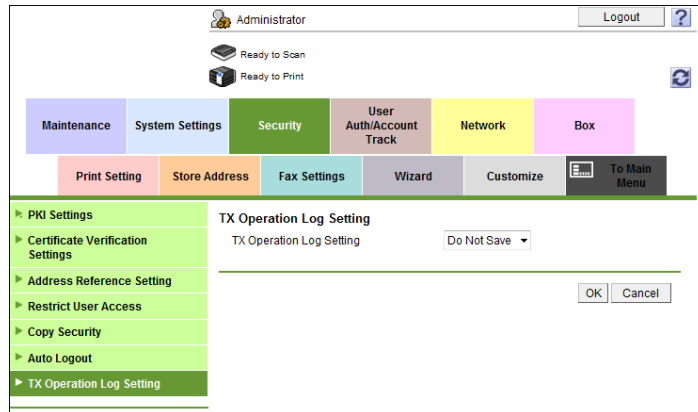 Administrator
Logout
?
Ready to Scan
Ready to Print
Maintenance
System Settings
Security
User
Auth/Account
Track
Network
Box
Print Setting
Store Address
Fax Settings
Wizard
Customize
To Main
Menu
PKI Settings
Certificate Verification
Settings
Address Reference Setting
Restrict User Access
Copy Security
Auto Logout
TX Operation Log Setting
TX Operation Log Setting
TX Operation Log Setting
Do Not Save
OK
Cancel